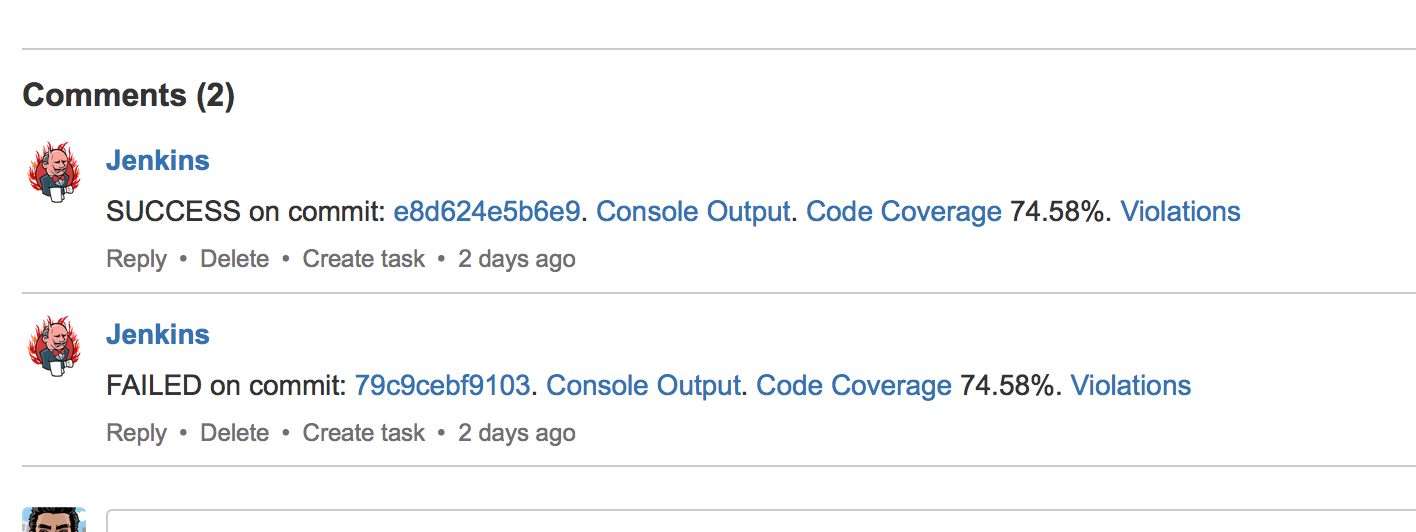 Comments (2)
Jenkins
SUCCESS on commit: e8d624e5b6e9. Console Output. Code Coverage 74.58%. Violations
Reply • Delete • Create task • 2 days ago
Jenkins
FAILED on commit: 79c9cebf9103. Console Output. Code Coverage 74.58%. Violations
Reply • Delete • Create task • 2 days ago